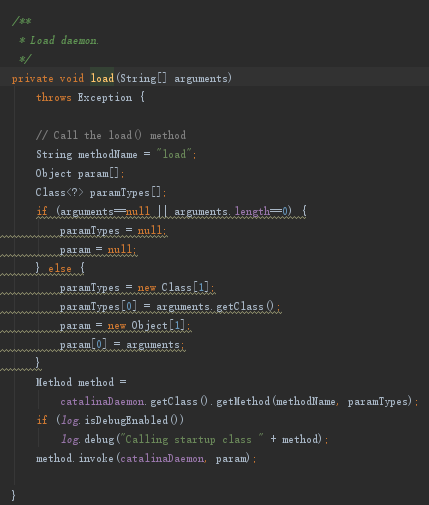 /**
 * Load daemon.
 */
private void load(String[] arguments)
    throws Exception {
    // Call the load() method
    String methodName = "load";
    Object param[];
    Class<?> paramTypes[];
    if (arguments==null || arguments.length==0) {
        paramTypes = null;
        param = null;
    } else {
        paramTypes = new Class[1];
        paramTypes[0] = arguments.getClass();
        param = new Object[1];
        param[0] = arguments;
    }
    Method method =
        catalinaDaemon.getClass().getMethod(methodName, paramTypes);
    if (log.isDebugEnabled())
        log.debug("Calling startup class " + method);
    method.invoke(catalinaDaemon, param);
}